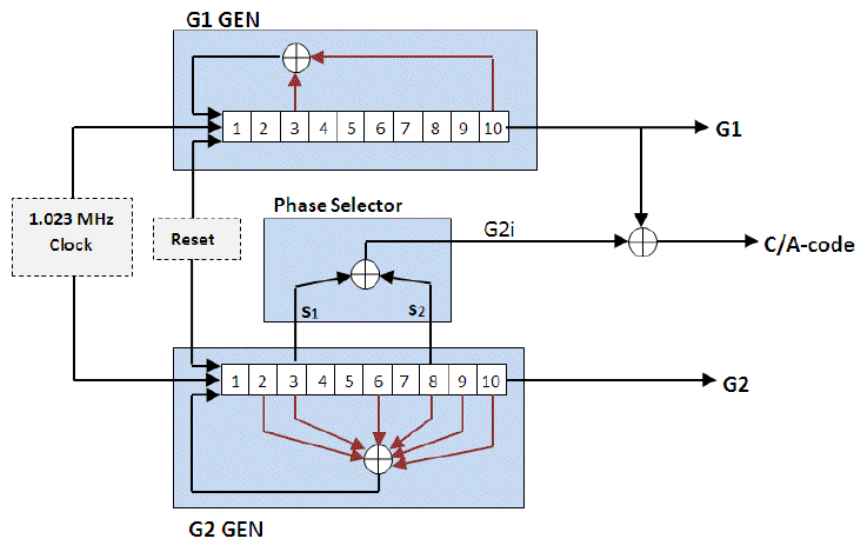 G1 GEN
1 2 3 4 5 6 7 8 9 10
G1
Phase Selector
1.023 MHz
Clock
Reset
G2i
C/A-code
s1
s2
1 2 3 4 5 6 7 8 9 10
G2
G2 GEN